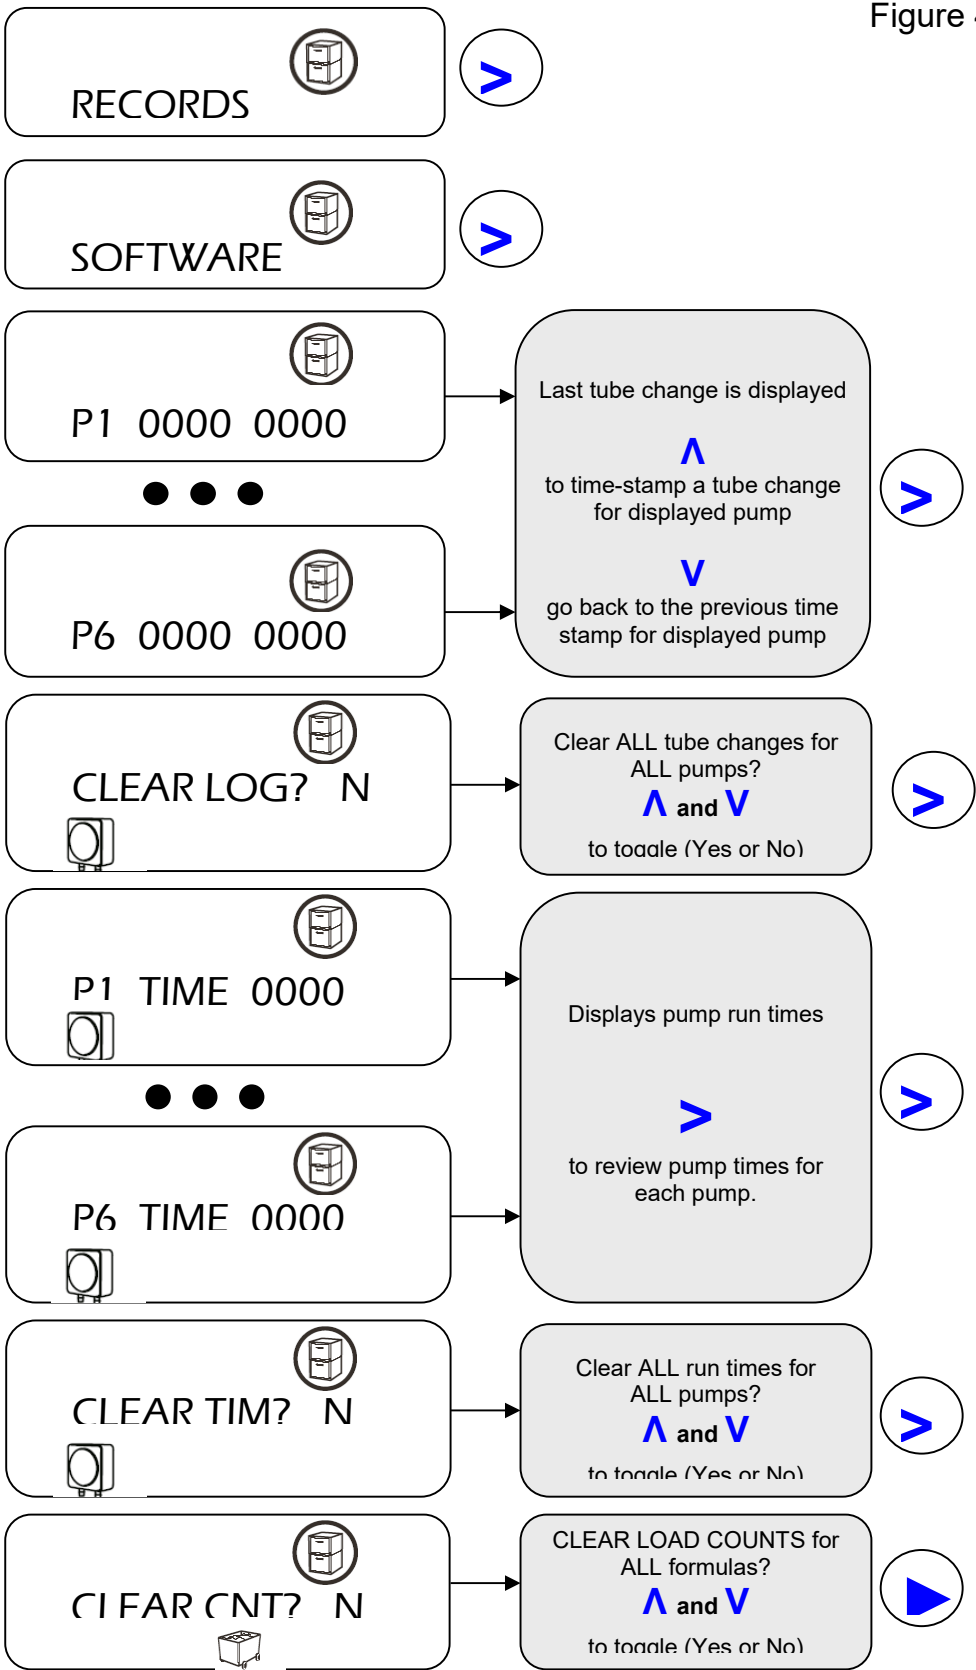 Figure
RECORDS
>
SOFTWARE
>
P1 0000 0000
Last tube change is displayed
Λ
to time-stamp a tube change
for displayed pump
V
go back to the previous time
stamp for displayed pump
>
P6 0000 0000
CLEAR LOG? N
Clear ALL tube changes for
ALL pumps?
Λ and V
to toggle (Yes or No)
>
P1 TIME 0000
Displays pump run times
>
to review pump times for
each pump.
>
P6 TIME 0000
CLEAR TIM? N
Clear ALL run times for
ALL pumps?
Λ and V
to toggle (Yes or No)
>
CLEAR CNT? N
CLEAR LOAD COUNTS for
ALL formulas?
Λ and V
to toggle (Yes or No)